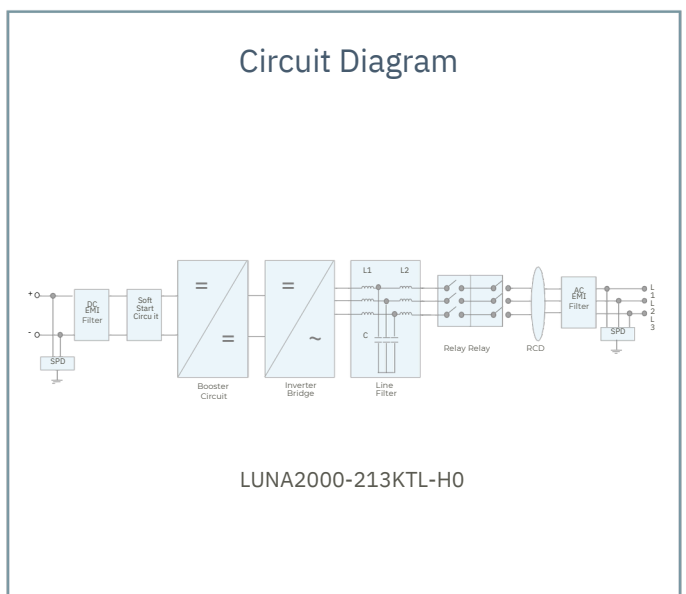 Circuit Diagram
+
-
DC
EMI
Filter
SPD
Soft
Start
Circu it
=
=
Booster
Circuit
=
~
Inverter
Bridge
L1
L2
C
Line
Filter
Relay Relay
RCD
AC
EMI
Filter
SPD
L
1
L
2
L
3
LUNA2000-213KTL-H0